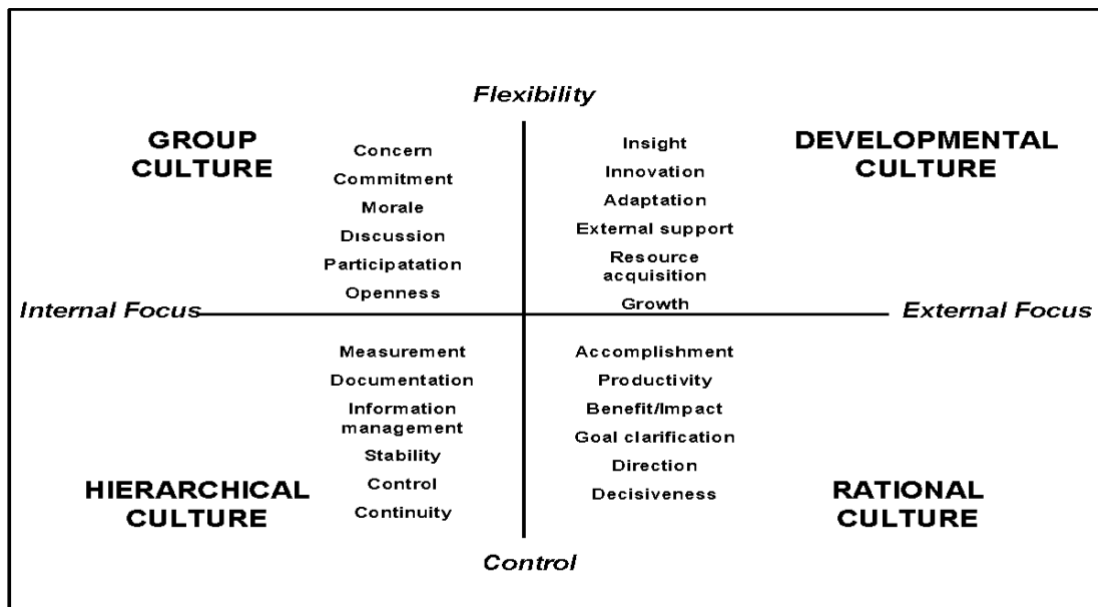 Flexibility
GROUP
CULTURE
Concern
Commitment
Morale
Discussion
Participatation
Openness
Insight
Innovation
Adaptation
External support
Resource
acquisition
Growth
DEVELOPMENTAL
CULTURE
Internal Focus
External Focus
Measurement
Documentation
Information
management
Stability
Control
Continuity
HIERARCHICAL
CULTURE
Accomplishment
Productivity
Benefit/Impact
Goal clarification
Direction
Decisiveness
RATIONAL
CULTURE
Control